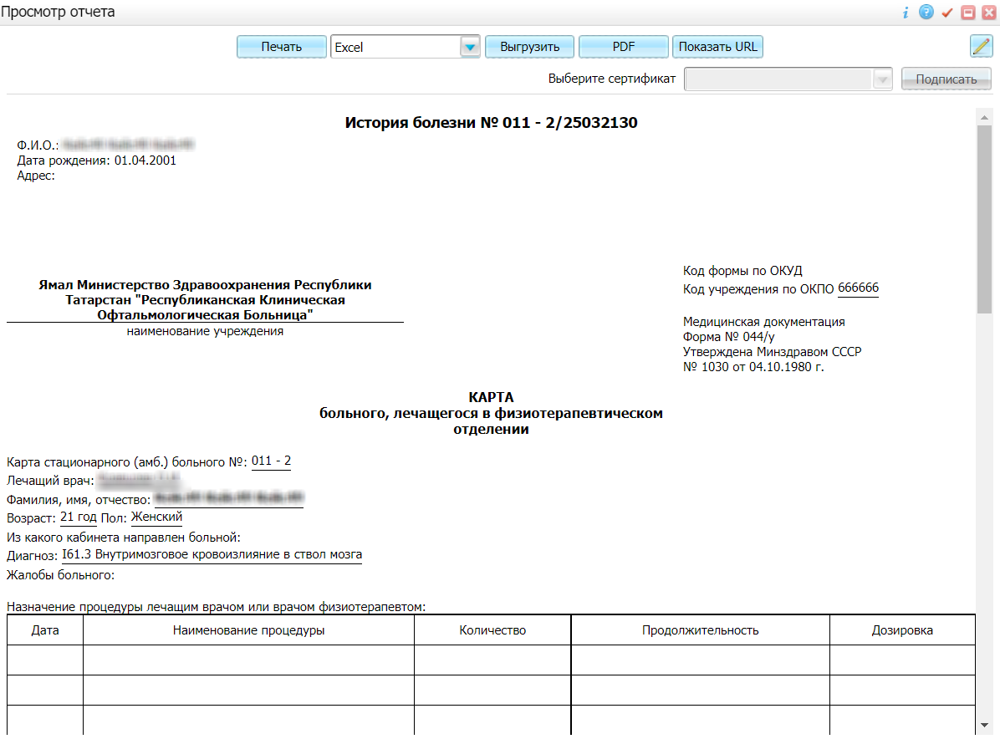 Просмотр отчета
Печать Excel Выгрузить PDF Показать URL
Выберите сертификат Подписать
История болезни № 011 - 2/25032130
Ф.И.О.:
Дата рождения: 01.04.2001
Адрес:
Ямал Министерство Здравоохранения Республики
Татарстан "Республиканская Клиническая
Офтальмологическая Больница"
наименование учреждения
Код формы по ОКУД
Код учреждения по ОКПО 666666
Медицинская документация
Форма № 044/у
Утверждена Минздравом СССР
№ 1030 от 04.10.1980 г.
КАРТА
больного, лечащегося в физиотерапевтическом
отделении
Карта стационарного (амб.) больного №: 011 - 2
Лечащий врач:
Фамилия, имя, отчество:
Возраст: 21 год Пол: Женский
Из какого кабинета направлен больной:
Диагноз: I61.3 Внутримозговое кровоизлияние в ствол мозга
Жалобы больного:
Назначение процедуры лечащим врачом или врачом физиотерапевтом:
Дата Наименование процедуры Количество Продолжительность Дозировка